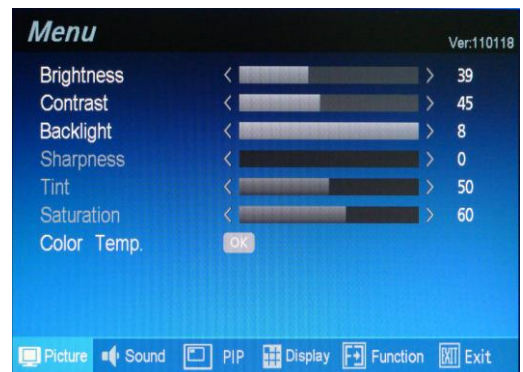 Menu
Ver:110118
Brightness < > 39
Contrast < > 45
Backlight < > 8
Sharpness < > 0
Tint < > 50
Saturation < > 60
Color Temp. OK
Picture Sound PIP Display Function EXIT Exit